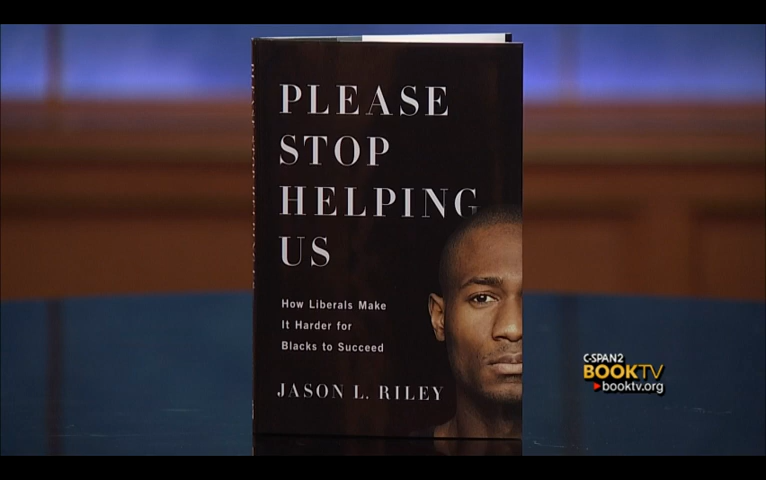 PLEASE
STOP
HELPING
US
How Liberals Make
It Harder for
Blacks to Succeed
JASON L. RILEY
C-SPAN2
BOOKTV
booktv.org